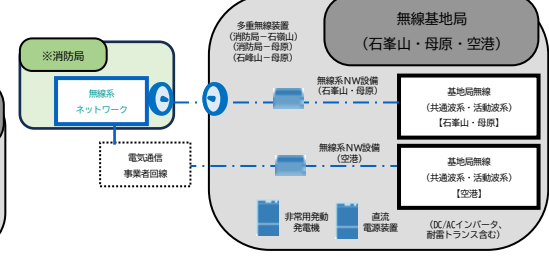 多重無線装置
（消防局－石嶺山）
（消防局－母原）
（石峰山－母原）
無線基地局
（石峯山・母原・空港）
※消防局
無線系
ネットワーク
無線系NW設備
（石峯山・母原）
基地局無線
（共通波系・活動波系）
【石峯山・母原】
電気通信
事業者回線
無線系NW設備
（空港）
基地局無線
（共通波系・活動波系）
【空港】
非常用発動
発電機
直流
電源装置
（DC/ACインバータ、
耐雷トランス含む）